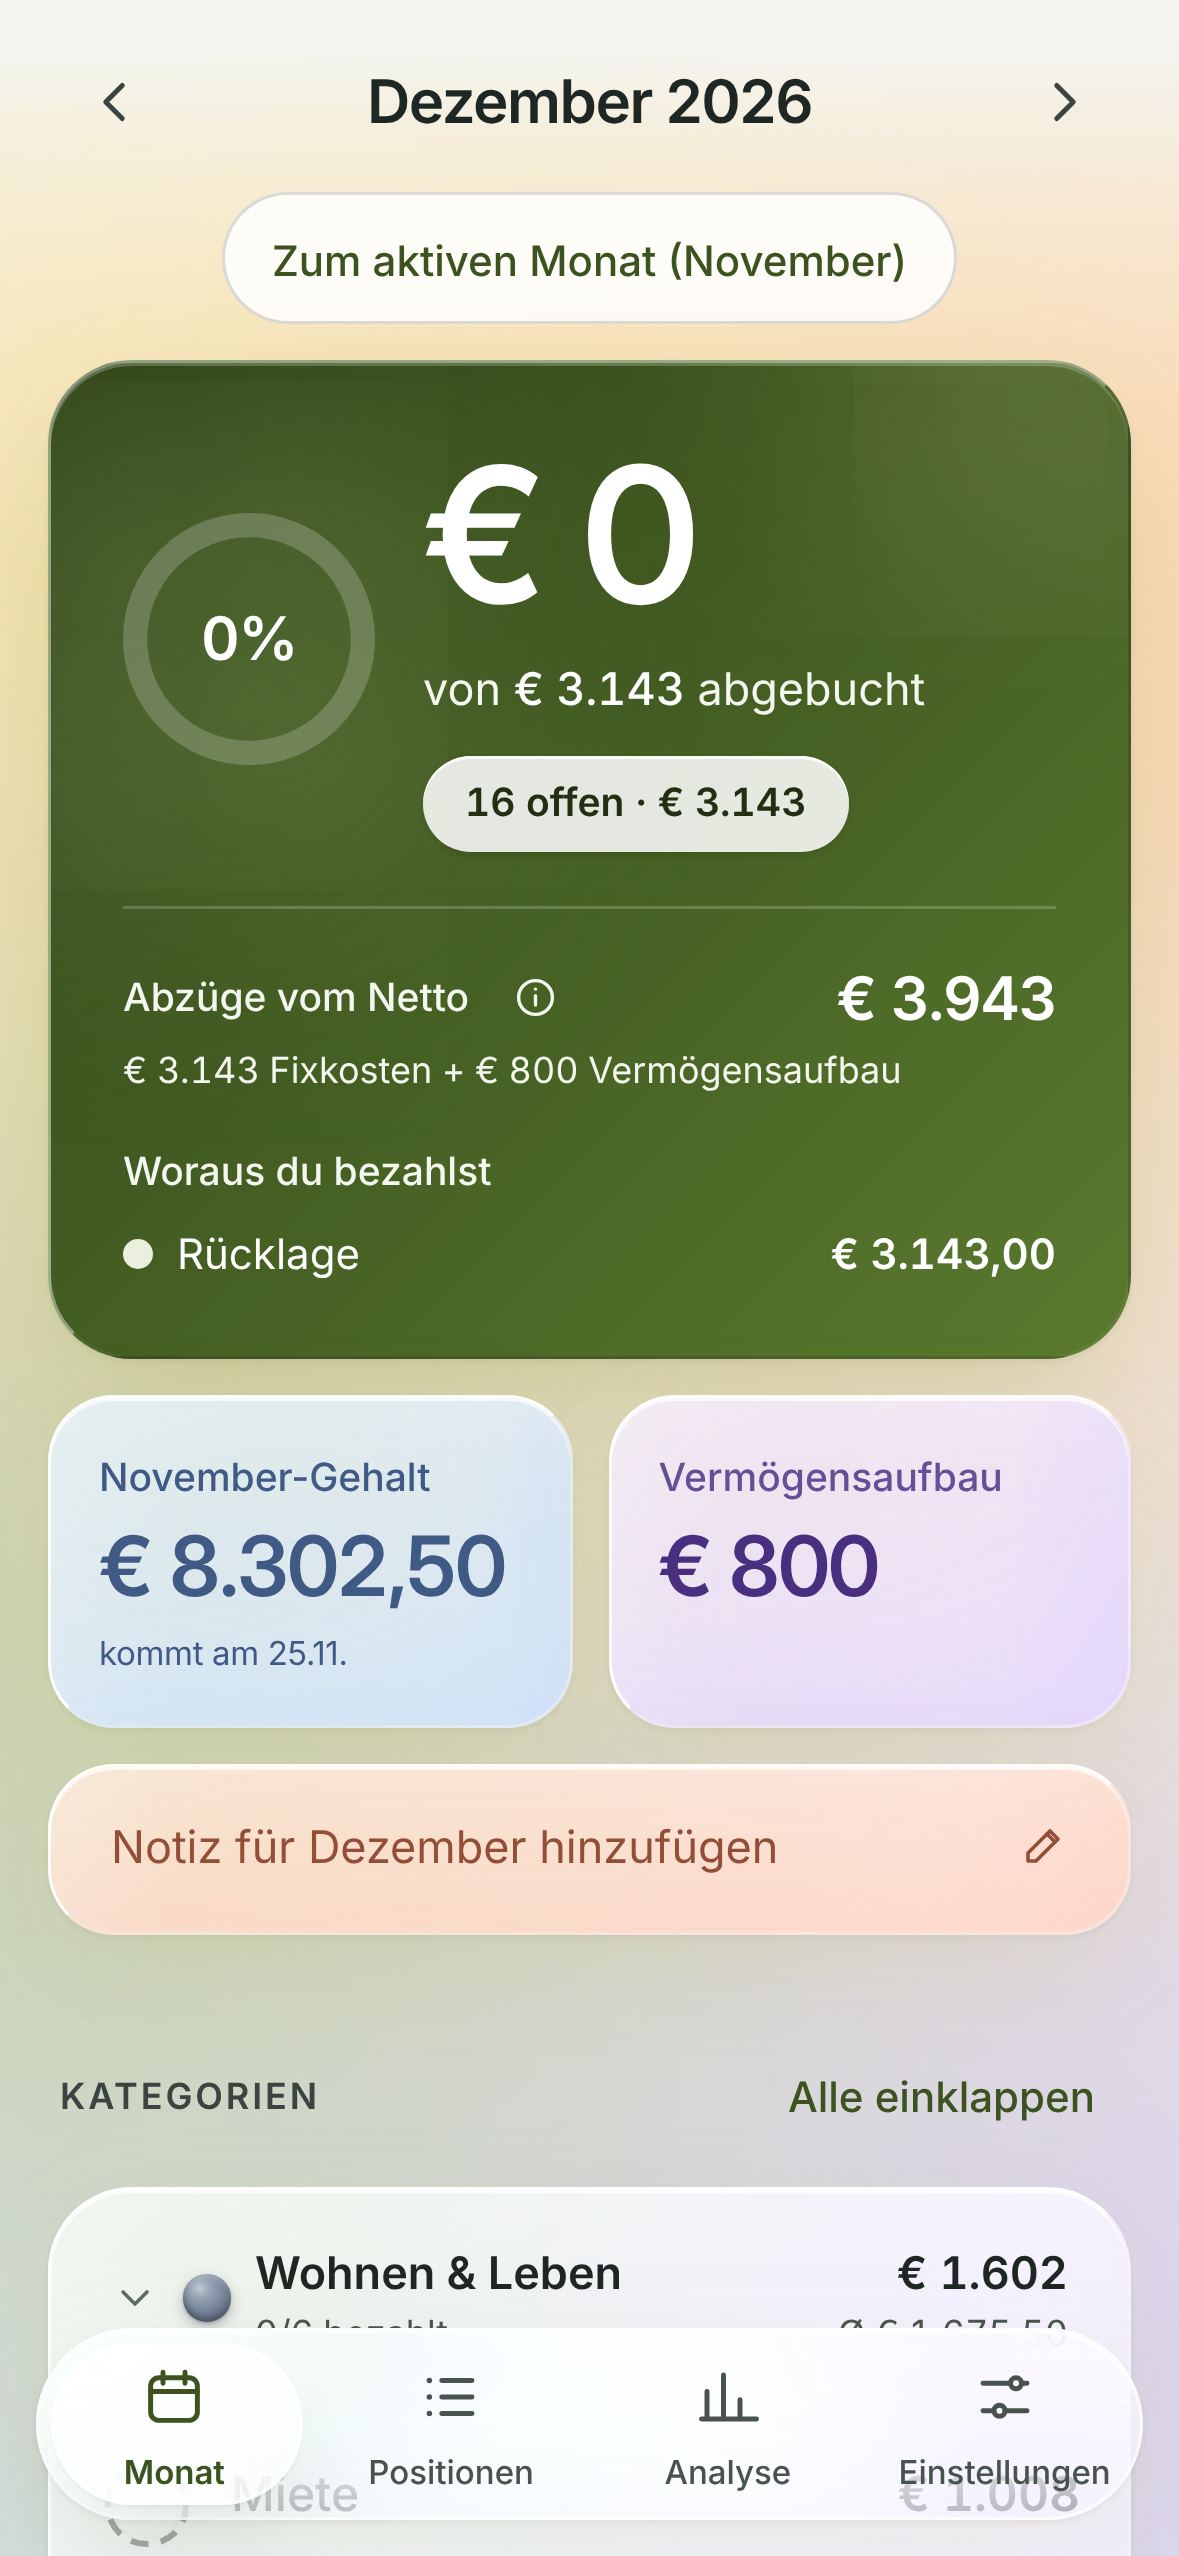 Dezember 2026
Zum aktiven Monat (November)
€ 0
0%
von € 3.143 abgebucht
16 offen · € 3.143
Abzüge vom Netto € 3.943
€ 3.143 Fixkosten + € 800 Vermögensaufbau
Woraus du bezahlst
Rücklage € 3.143,00
November-Gehalt
€ 8.302,50
kommt am 25.11.
Vermögensaufbau
€ 800
Notiz für Dezember hinzufügen
KATEGORIEN Alle einklappen
Wohnen & Leben € 1.602
Monat Positionen Analyse Einstellungen
Miete € 1.008